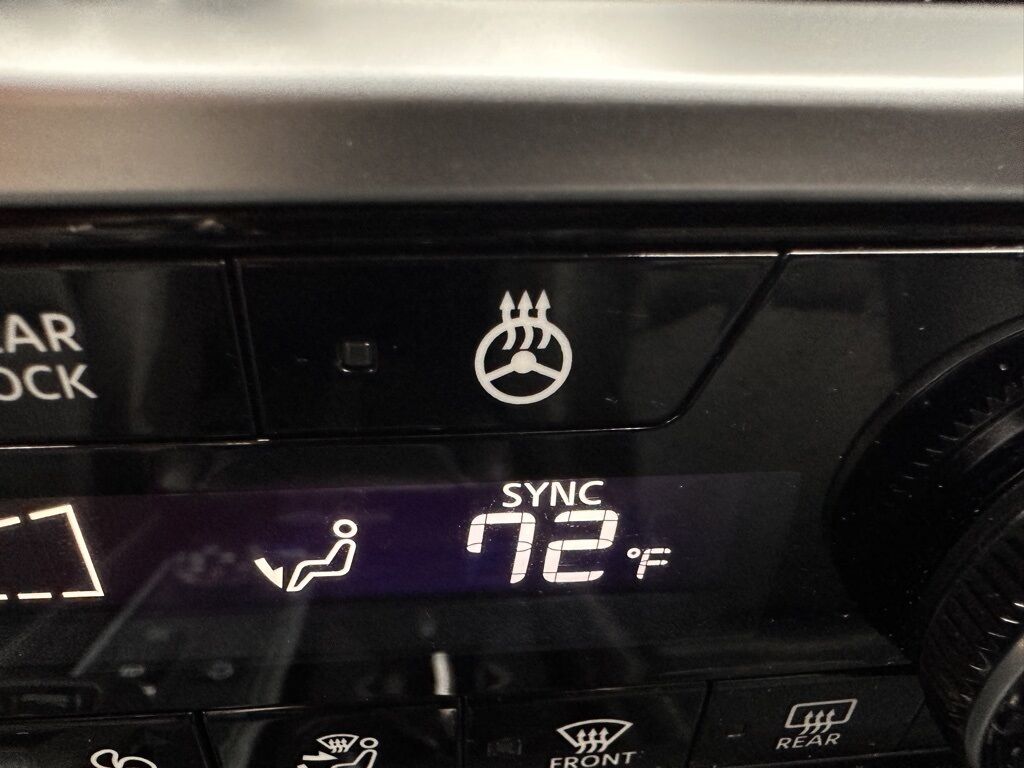 AR
OCK
SYNC
72°F
FRONT
REAR